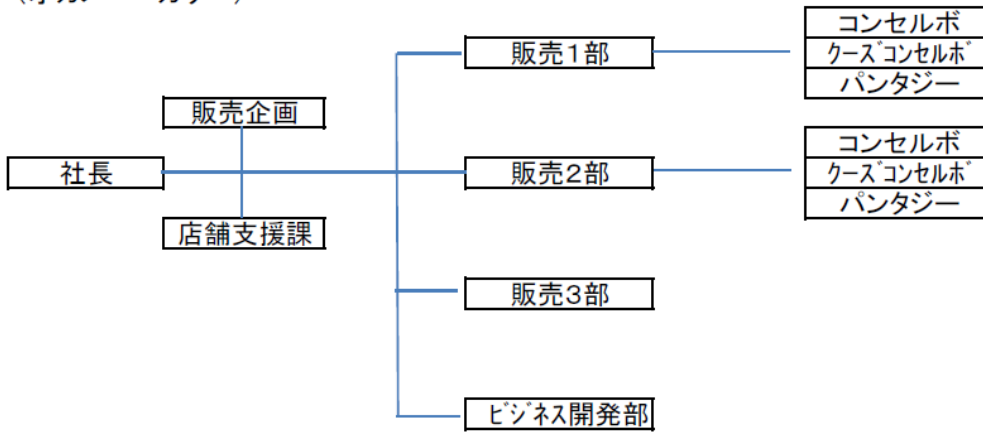 コンセルボ
販売1部
クーズコンセルボ
パンタジー
販売企画
コンセルボ
社長
販売2部
クーズコンセルボ
パンタジー
店舗支援課
販売3部
ビジネス開発部